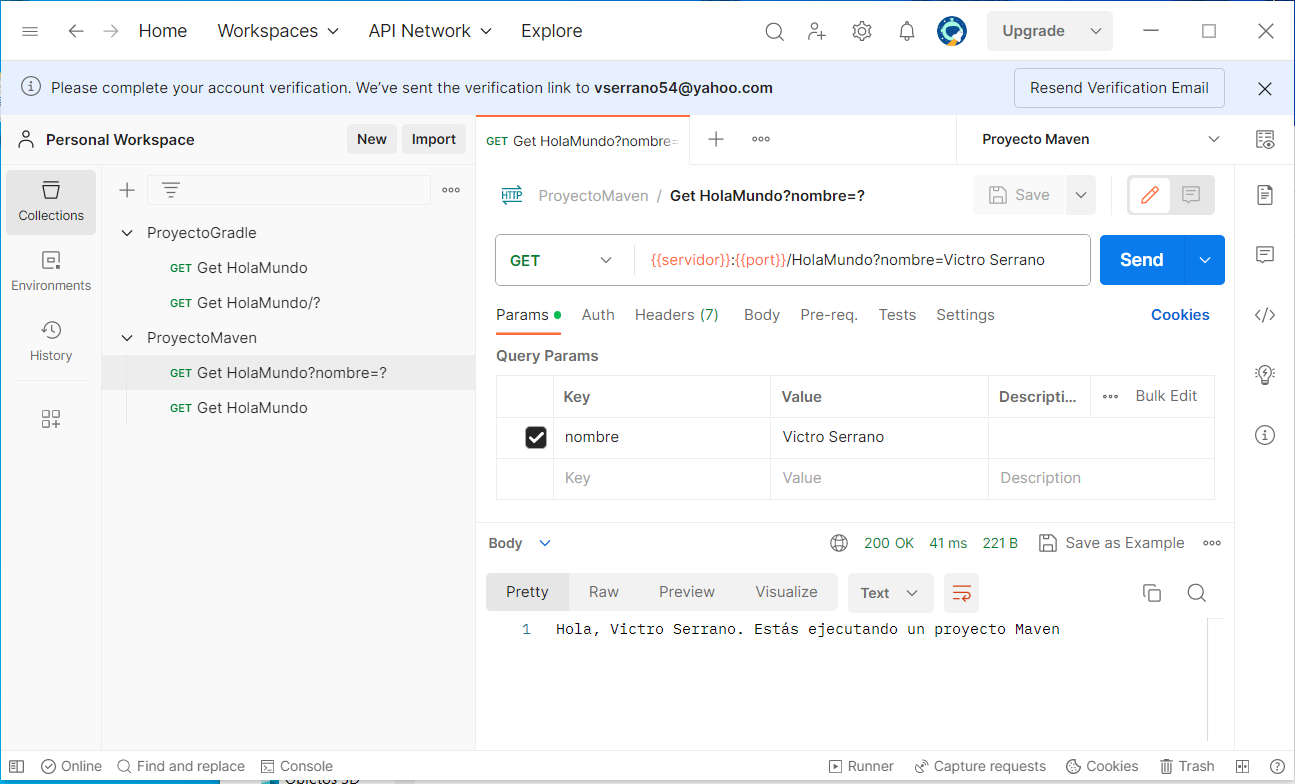 Home Workspaces API Network Explore Upgrade
Please complete your account verification. We've sent the verification link to vserrano54@yahoo.com Resend Verification Email
Personal Workspace New Import GET Get HolaMundo?nombre= Proyecto Maven
Collections
Environments
History
ProyectoGradle
GET Get HolaMundo
GET Get HolaMundo/?
ProyectoMaven
GET Get HolaMundo?nombre=?
GET Get HolaMundo
HTTP ProyectoMaven / Get HolaMundo?nombre=? Save
GET {{servidor}}:{{port}}/HolaMundo?nombre=Victro Serrano Send
Params Auth Headers (7) Body Pre-req. Tests Settings Cookies
Query Params
Key Value Descripti... Bulk Edit
nombre Victro Serrano
Key Value Description
Body 200 OK 41 ms 221 B Save as Example
Pretty Raw Preview Visualize Text
1 Hola, Victro Serrano. Estás ejecutando un proyecto Maven
Online Find and replace Console Runner Capture requests Cookies Trash
Objetos 3D